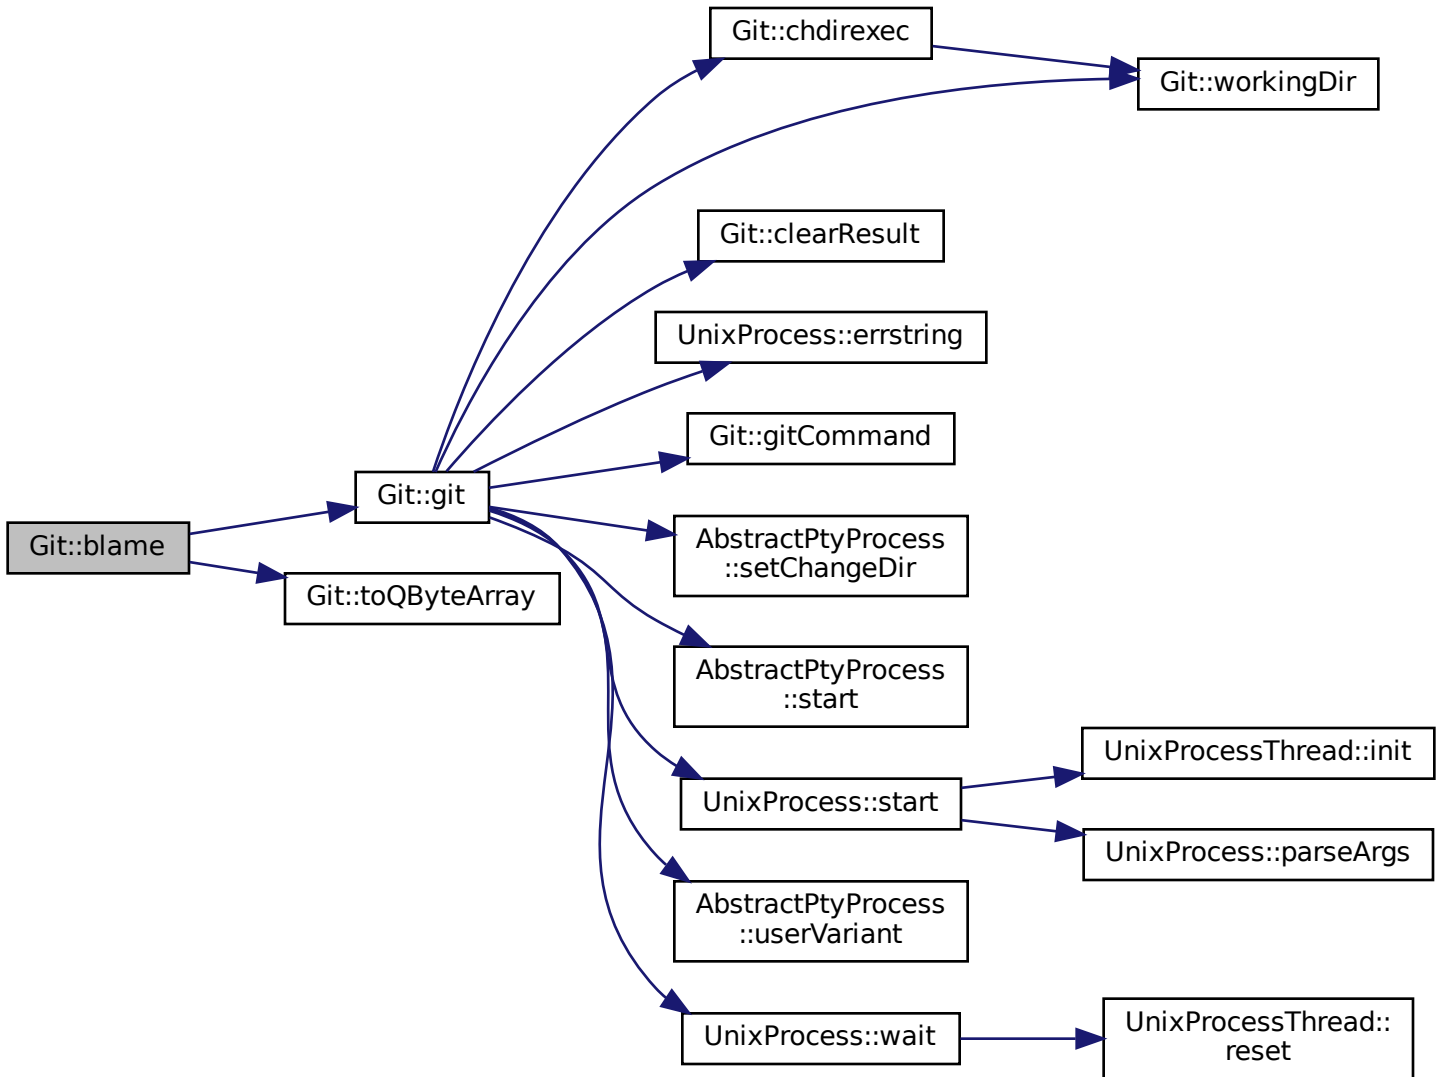 Git::chdirexec
Git::workingDir
Git::clearResult
UnixProcess::errstring
Git::gitCommand
Git::git
Git::blame
AbstractPtyProcess
::setChangeDir
Git::toQByteArray
AbstractPtyProcess
::start
UnixProcessThread::init
UnixProcess::start
UnixProcess::parseArgs
AbstractPtyProcess
::userVariant
UnixProcess::wait
UnixProcessThread::
reset